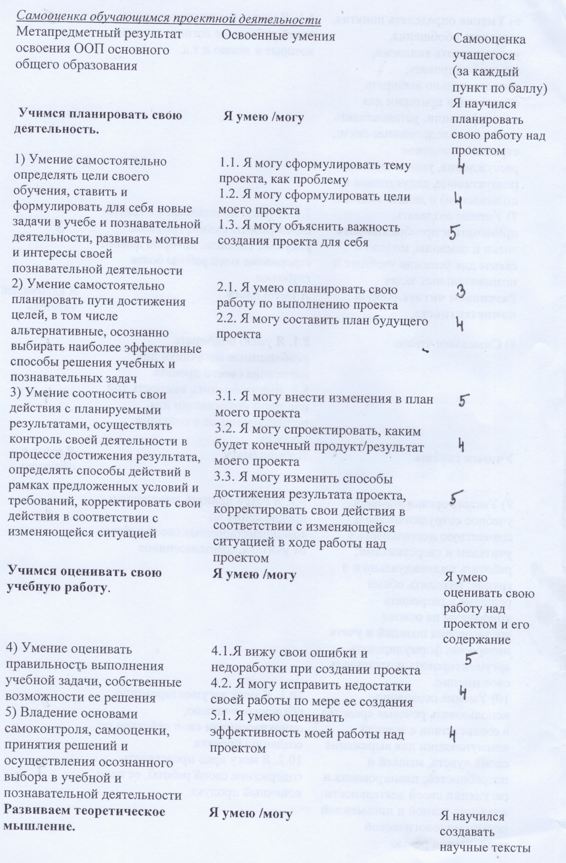 Самооценка обучающимся проектной деятельности
Метапредметный результат освоения ООП основного общего образования
Освоенные умения
Самооценка учащегося (за каждый пункт по баллу)
Учимся планировать свою деятельность.
Я умею /могу
Я научился планировать свою работу над проектом
1) Умение самостоятельно
определять цели своего
обучения, ставить и
формулировать для себя новые
задачи в учебе и познавательной
деятельности, развивать мотивы
и интересы своей
познавательной деятельности
1.1. Я могу сформулировать тему
проекта, как проблему
4
1.2. Я могу сформулировать цели
моего проекта
4
1.3. Я могу объяснить важность
создания проекта для себя
5
2) Умение самостоятельно
планировать пути достижения
целей, в том числе
альтернативные, осознанно
выбирать наиболее эффективные
способы решения учебных и
познавательных задач
2.1. Я умею спланировать свою
работу по выполнению проекта
3
2.2. Я могу составить план будущего
проекта
4
3) Умение соотносить свои
действия с планируемыми
результатами, осуществлять
контроль своей деятельности в
процессе достижения результата,
определять способы действий в
рамках предложенных условий и
требований, корректировать свои
действия в соответствии с
изменяющейся ситуацией
3.1. Я могу внести изменения в план
моего проекта
5
3.2. Я могу спроектировать, каким
будет конечный продукт/результат
моего проекта
4
3.3. Я могу изменить способы
достижения результата проекта,
корректировать свои действия в
соответствии с изменяющейся
ситуацией в ходе работы над
проектом
5
Учимся оценивать свою
учебную работу.
Я умею /могу
Я умею
оценивать свою
работу над
проектом и его
содержание
4) Умение оценивать
правильность выполнения
учебной задачи, собственные
возможности ее решения
4.1.Я вижу свои ошибки и
недоработки при создании проекта
5
4.2. Я могу исправить недостатки
своей работы по мере ее создания
4
5) Владение основами
самоконтроля, самооценки,
принятия решений и
осуществления осознанного
выбора в учебной и
познавательной деятельности
5.1. Я умею оценивать
эффективность моей работы над
проектом
4
Развиваем теоретическое
мышление.
Я умею /могу
Я научился
создавать
научные тексты